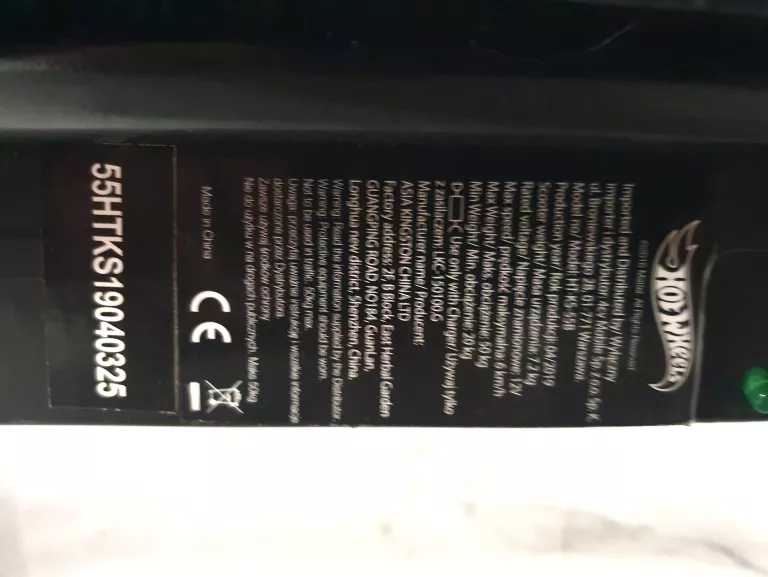 HOT WHEELS
©2019 Mattel. All Rights Reserved
Imported and Distributed by/ Wyłączny
Importer i dystrybutor: 4cv Mobile Sp. z o.o. Sp. K.
ul. Broniewskiego 28, 01-771 Warszawa
Model no/ Model: HT-KS-55B
Production year/ Rok produkcji: 04/2019
Scooter weight/ Masa urządzenia: 7.2 kg
Rated voltage/ Napięcie znamionowe: 12V
Max speed/ prędkość maksymalna 6 km/h
Max Weight/ Maks. obciążenie: 50 kg
Min Weight/ Min. obciążenie: 20 kg
Use only with Charger/ Używaj tylko
z zasilaczem: LKC-150100G
Manufacturer name/ Producent:
ASIA KINGSTON CHINA LTD
Factory address: 2F, B Block, East Herbal Garden
GUANGPING ROAD, NO184, GuanLan,
Longhua new district, Shenzhen, China.
Warning: Read the information supplied by the Distributor
Warning: Protective equipment should be worn.
Not to be used in traffic. 50kg max.
Uwaga: przeczytaj uważnie instrukcję i wszelkie informacje
dostarczone przez Dystrybutora.
Zawsze używaj środków ochrony
Nie do użytku w na drogach publicznych. Maks 50kg
Made in China
CE
55HTKS19040325